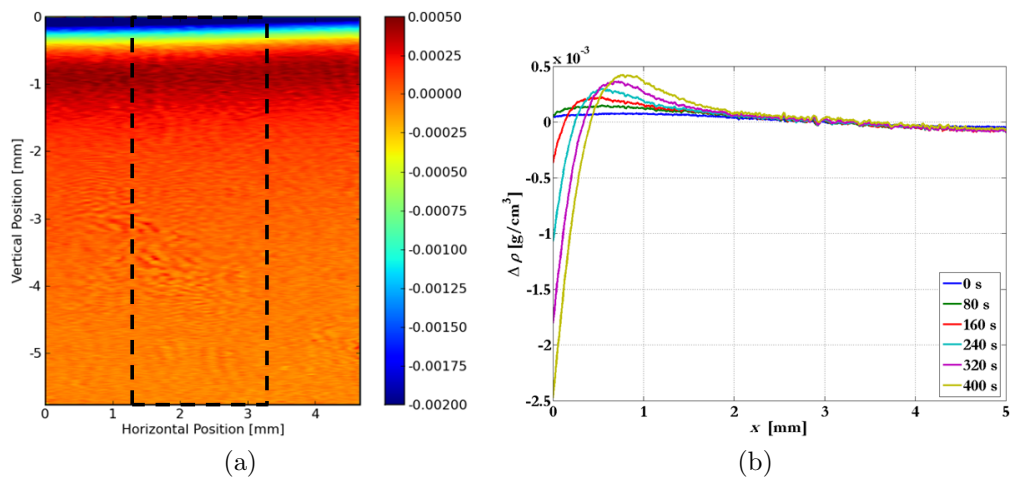 0
-1
-2
-3
-4
-5
Vertical Position [mm]
0 1 2 3 4
Horizontal Position [mm]
0.00050
0.00025
0.00000
-0.00025
-0.00050
-0.00075
-0.00100
-0.00125
-0.00150
-0.00175
-0.00200
(a)
x 10⁻³
0.5
0
-0.5
-1
-1.5
-2
-2.5
Δ ρ [g/cm³]
0 1 2 3 4 5
x [mm]
0 s
80 s
160 s
240 s
320 s
400 s
(b)